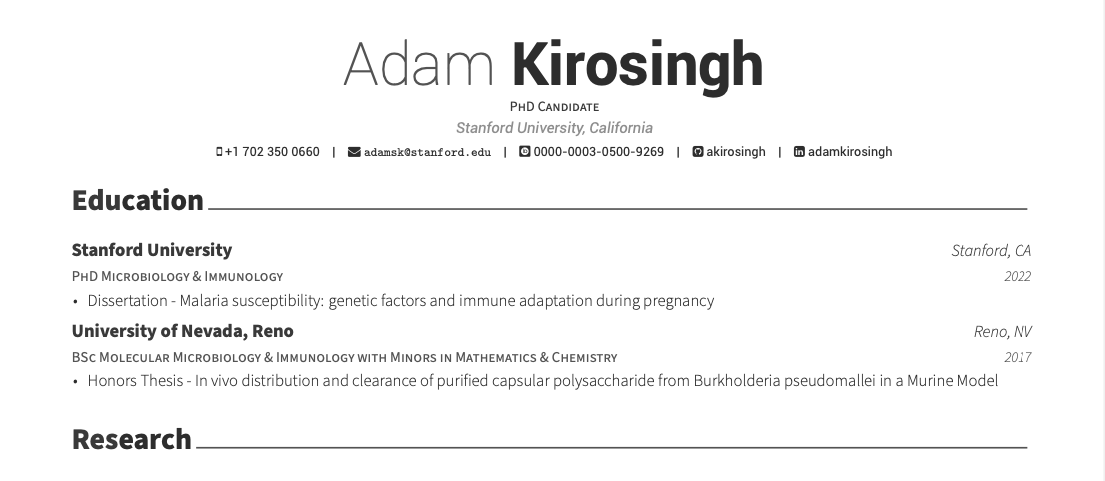 Adam Kirosingh
PhD Candidate
Stanford University, California
+1 702 350 0660 | adamsk@stanford.edu | 0000-0003-0500-9269 | akirosingh | adamkirosingh
Education
Stanford University Stanford, CA
PhD Microbiology & Immunology 2022
• Dissertation - Malaria susceptibility: genetic factors and immune adaptation during pregnancy
University of Nevada, Reno Reno, NV
BSc Molecular Microbiology & Immunology with Minors in Mathematics & Chemistry 2017
• Honors Thesis - In vivo distribution and clearance of purified capsular polysaccharide from Burkholderia pseudomallei in a Murine Model
Research